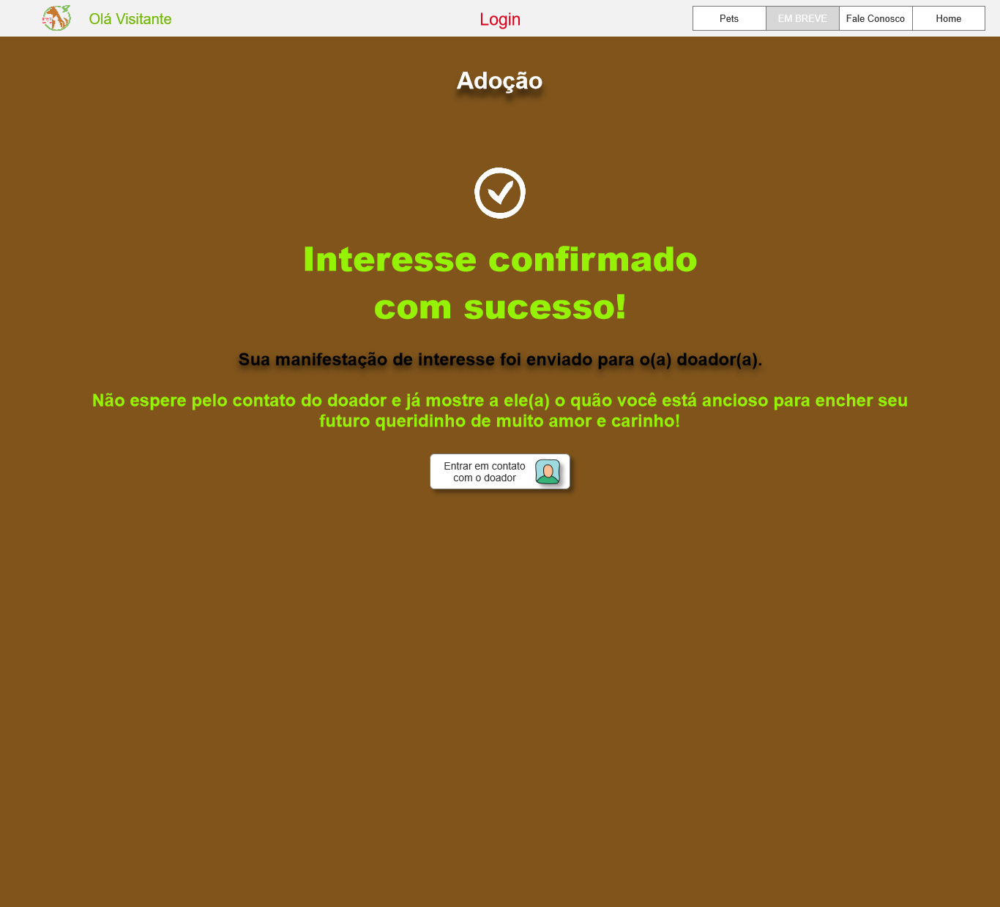 Olá Visitante
Login
Pets
EM BREVE
Fale Conosco
Home
Adoção
Interesse confirmado
com sucesso!
Sua manifestação de interesse foi enviado para o(a) doador(a).
Não espere pelo contato do doador e já mostre a ele(a) o quão você está ancioso para encher seu
futuro queridinho de muito amor e carinho!
Entrar em contato
com o doador